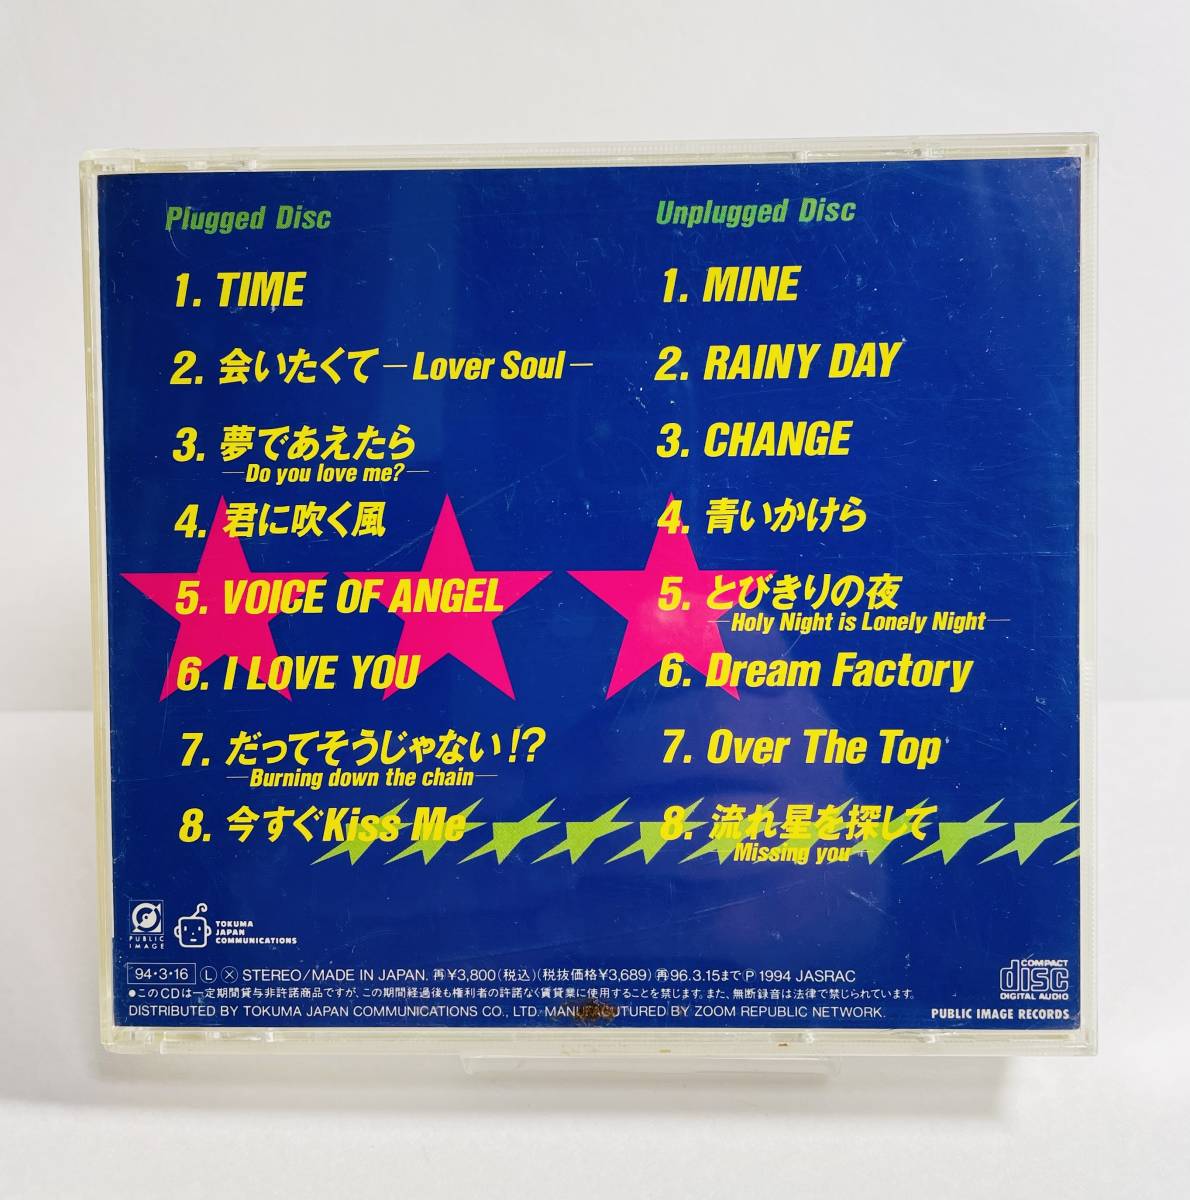 Plugged Disc
1. TIME
2. 会いたくて－Lover Soul－
3. 夢であえたら
—Do you love me?—
4. 君に吹く風
5. VOICE OF ANGEL
6. I LOVE YOU
7. だってそうじゃない!?
—Burning down the chain—
8. 今すぐKiss Me
Unplugged Disc
1. MINE
2. RAINY DAY
3. CHANGE
4. 青いかけら
5. とびきりの夜
—Holy Night is Lonely Night—
6. Dream Factory
7. Over The Top
8. 流れ星を探して
—Missing you—
PUBLIC
IMAGE
TOKUMA
JAPAN
COMMUNICATIONS
94・3・16 Ⓛ Ⓧ STEREO/MADE IN JAPAN. 再¥3,800(税込)(税抜価格¥3,689)再96.3.15まで Ⓟ 1994 JASRAC
●このCDは一定期間貸与非許諾商品ですが、この期間経過後も権利者の許諾なく賃貸業に使用することを禁じます。また、無断録音は法律で禁じられています。
DISTRIBUTED BY TOKUMA JAPAN COMMUNICATIONS CO., LTD. MANUFACUTURED BY ZOOM REPUBLIC NETWORK.
COMPACT
disc
DIGITAL AUDIO
PUBLIC IMAGE RECORDS